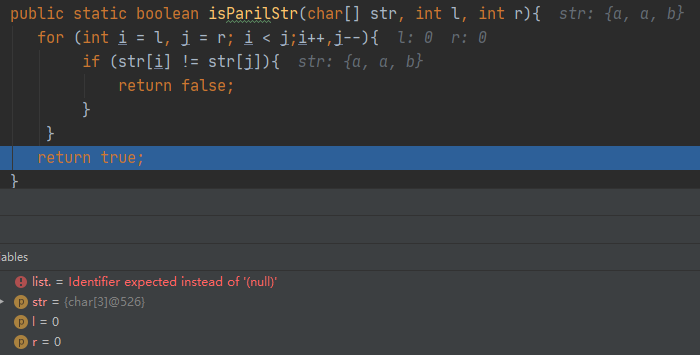 public static boolean isParilStr(char[] str, int l, int r){ str: {a, a, b}
for (int i = l, j = r; i < j;i++,j--){ l: 0 r: 0
if (str[i] != str[j]){ str: {a, a, b}
return false;
}
}
return true;
}
ables
list. = Identifier expected instead of '(null)'
p str = {char[3]@526}
p l = 0
p r = 0